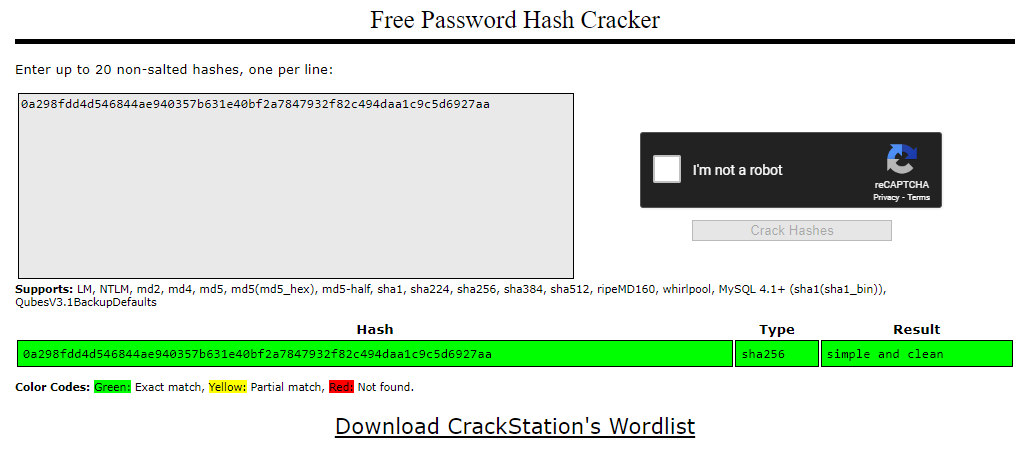 Free Password Hash Cracker
Enter up to 20 non-salted hashes, one per line:
0a298fdd4d546844ae940357b631e40bf2a7847932f82c494daa1c9c5d6927aa
I'm not a robot
reCAPTCHA
Privacy - Terms
Crack Hashes
Supports: LM, NTLM, md2, md4, md5, md5(md5_hex), md5-half, sha1, sha224, sha256, sha384, sha512, ripeMD160, whirlpool, MySQL 4.1+ (sha1(sha1_bin)),
QubesV3.1BackupDefaults
Hash Type Result
0a298fdd4d546844ae940357b631e40bf2a7847932f82c494daa1c9c5d6927aa sha256 simple and clean
Color Codes: Green: Exact match, Yellow: Partial match, Red: Not found.
Download CrackStation's Wordlist